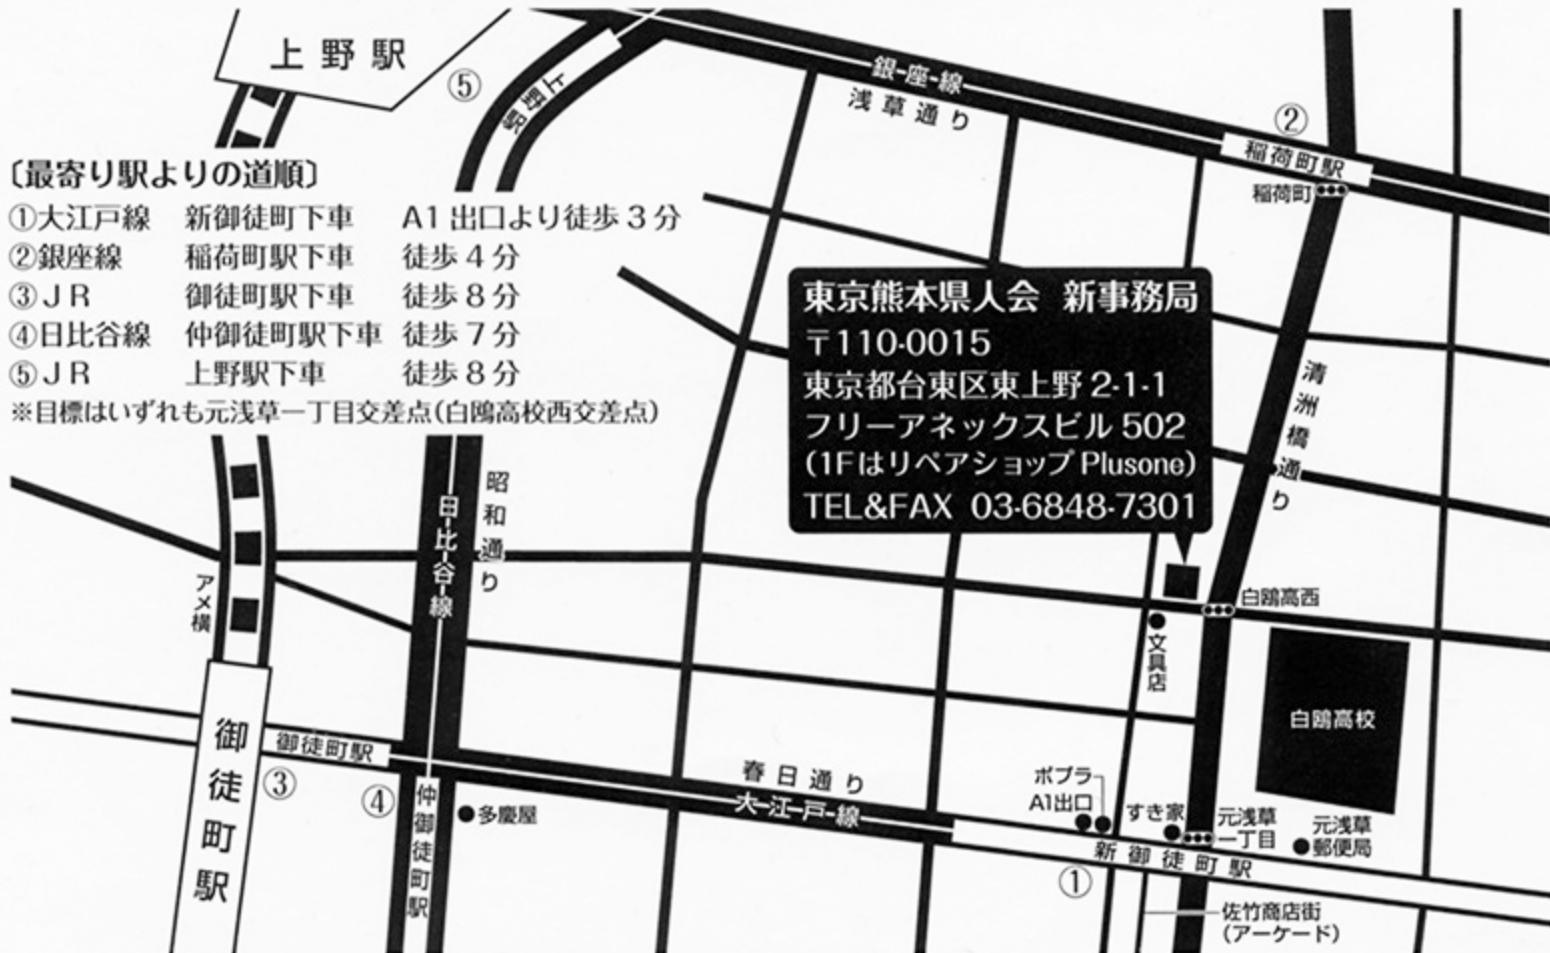 上野駅
⑤
上野駅
銀座線
浅草通り
②
稲荷町駅
稲荷町
〔最寄り駅よりの道順〕
①大江戸線 新御徒町下車 A1出口より徒歩3分
②銀座線 稲荷町駅下車 徒歩4分
③JR 御徒町駅下車 徒歩8分
④日比谷線 仲御徒町駅下車 徒歩7分
⑤JR 上野駅下車 徒歩8分
※目標はいずれも元浅草一丁目交差点(白鴎高校西交差点)
東京熊本県人会 新事務局
〒110-0015
東京都台東区東上野2-1-1
フリーアネックスビル502
(1FはリペアショップPlusone)
TEL&FAX 03-6848-7301
清洲橋通り
昭和通り
日比谷線
アメ横
白鴎高西
文具店
白鴎高校
御徒町駅
御徒町駅
③
④
仲御徒町駅
多慶屋
春日通り
大江戸線
ポプラ
A1出口
すき家
元浅草
一丁目
元浅草
郵便局
新御徒町駅
①
佐竹商店街
(アーケード)